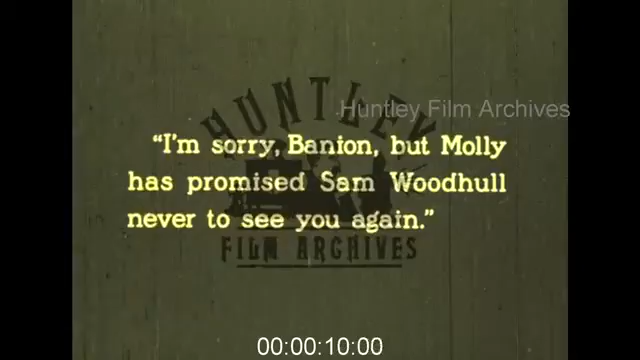 HUNTLEY
Huntley Film Archives
"I'm sorry, Banion, but Molly
has promised Sam Woodhull
never to see you again."
FILM ARCHIVES
00:00:10:00